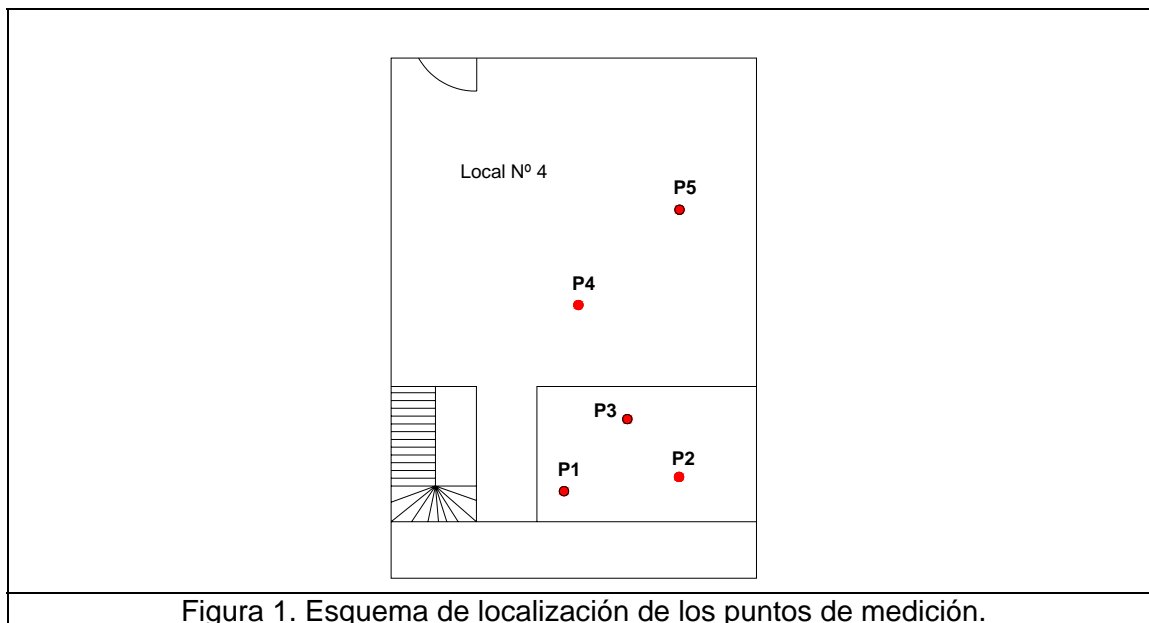 Local Nº 4
P5
P4
P3
P2
P1
Figura 1. Esquema de localización de los puntos de medición.